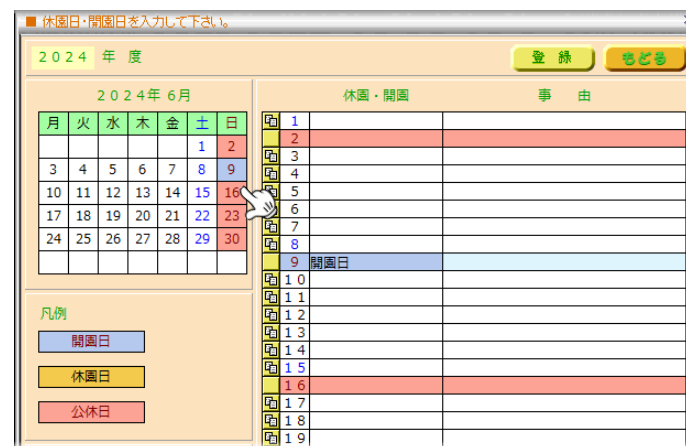 ■ 休園日・開園日を入力して下さい。
2024 年 度
登 録
もどる
2024年 6月
月 火 水 木 金 土 日
1 2
3 4 5 6 7 8 9
10 11 12 13 14 15 16
17 18 19 20 21 22 23
24 25 26 27 28 29 30
凡例
開園日
休園日
公休日
休園・開園 事 由
1
2
3
4
5
6
7
8
9 開園日
10
11
12
13
14
15
16
17
18
19